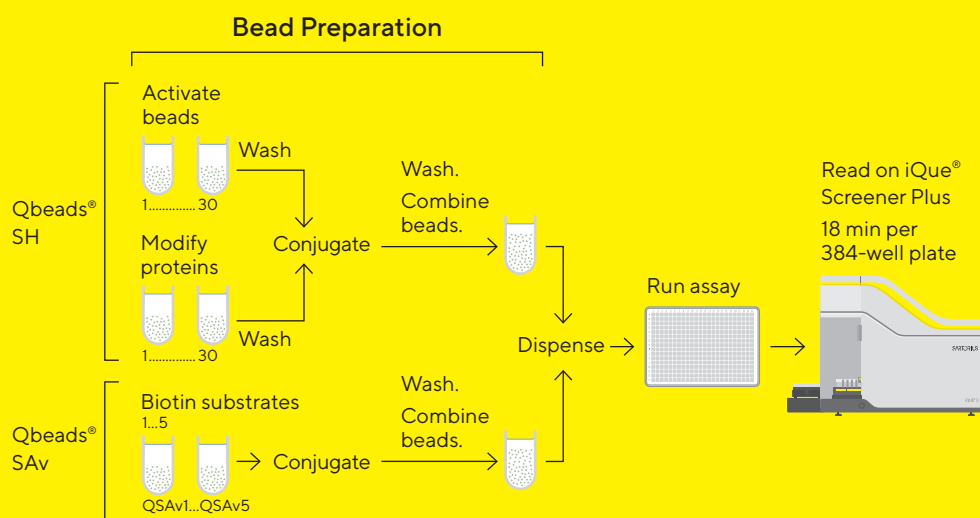 Bead Preparation
Qbeads®
SH
Activate
beads
Wash
1..............30
Modify
proteins
1..............30
Wash
Conjugate
Wash.
Combine
beads.
Qbeads®
SAv
Biotin substrates
1...5
QSAv1...QSAv5
Conjugate
Wash.
Combine
beads.
Dispense
Run assay
Read on iQue®
Screener Plus
18 min per
384-well plate
SARTORIUS